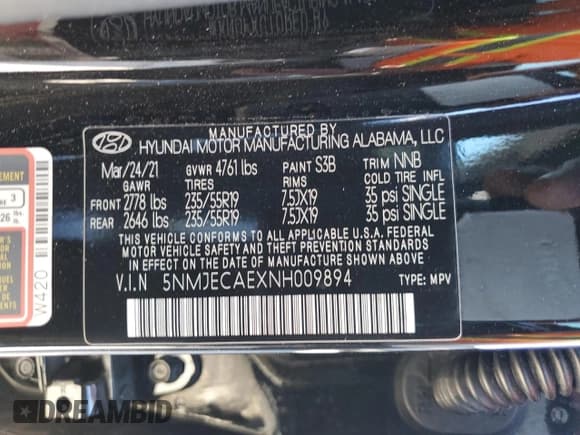 MANUFACTURED BY
HYUNDAI MOTOR MANUFACTURING ALABAMA, LLC
Mar/24/21 GVWR 4761 lbs PAINT S3B TRIM NNB
GAWR TIRES RIMS COLD TIRE INFL
FRONT 2778 lbs 235/55R19 7.5JX19 35 psi SINGLE
REAR 2646 lbs 235/55R19 7.5JX19 35 psi SINGLE
THIS VEHICLE CONFORMS TO ALL APPLICABLE
U.S. FEDERAL MOTOR VEHICLE SAFETY, BUMPER,
AND THEFT PREVENTION STANDARDS IN EFFECT
ON THE DATE OF MANUFACTURE SHOWN ABOVE
V.I.N 5NMJECAEXNH009894 TYPE: MPV
W420
DREAMBID